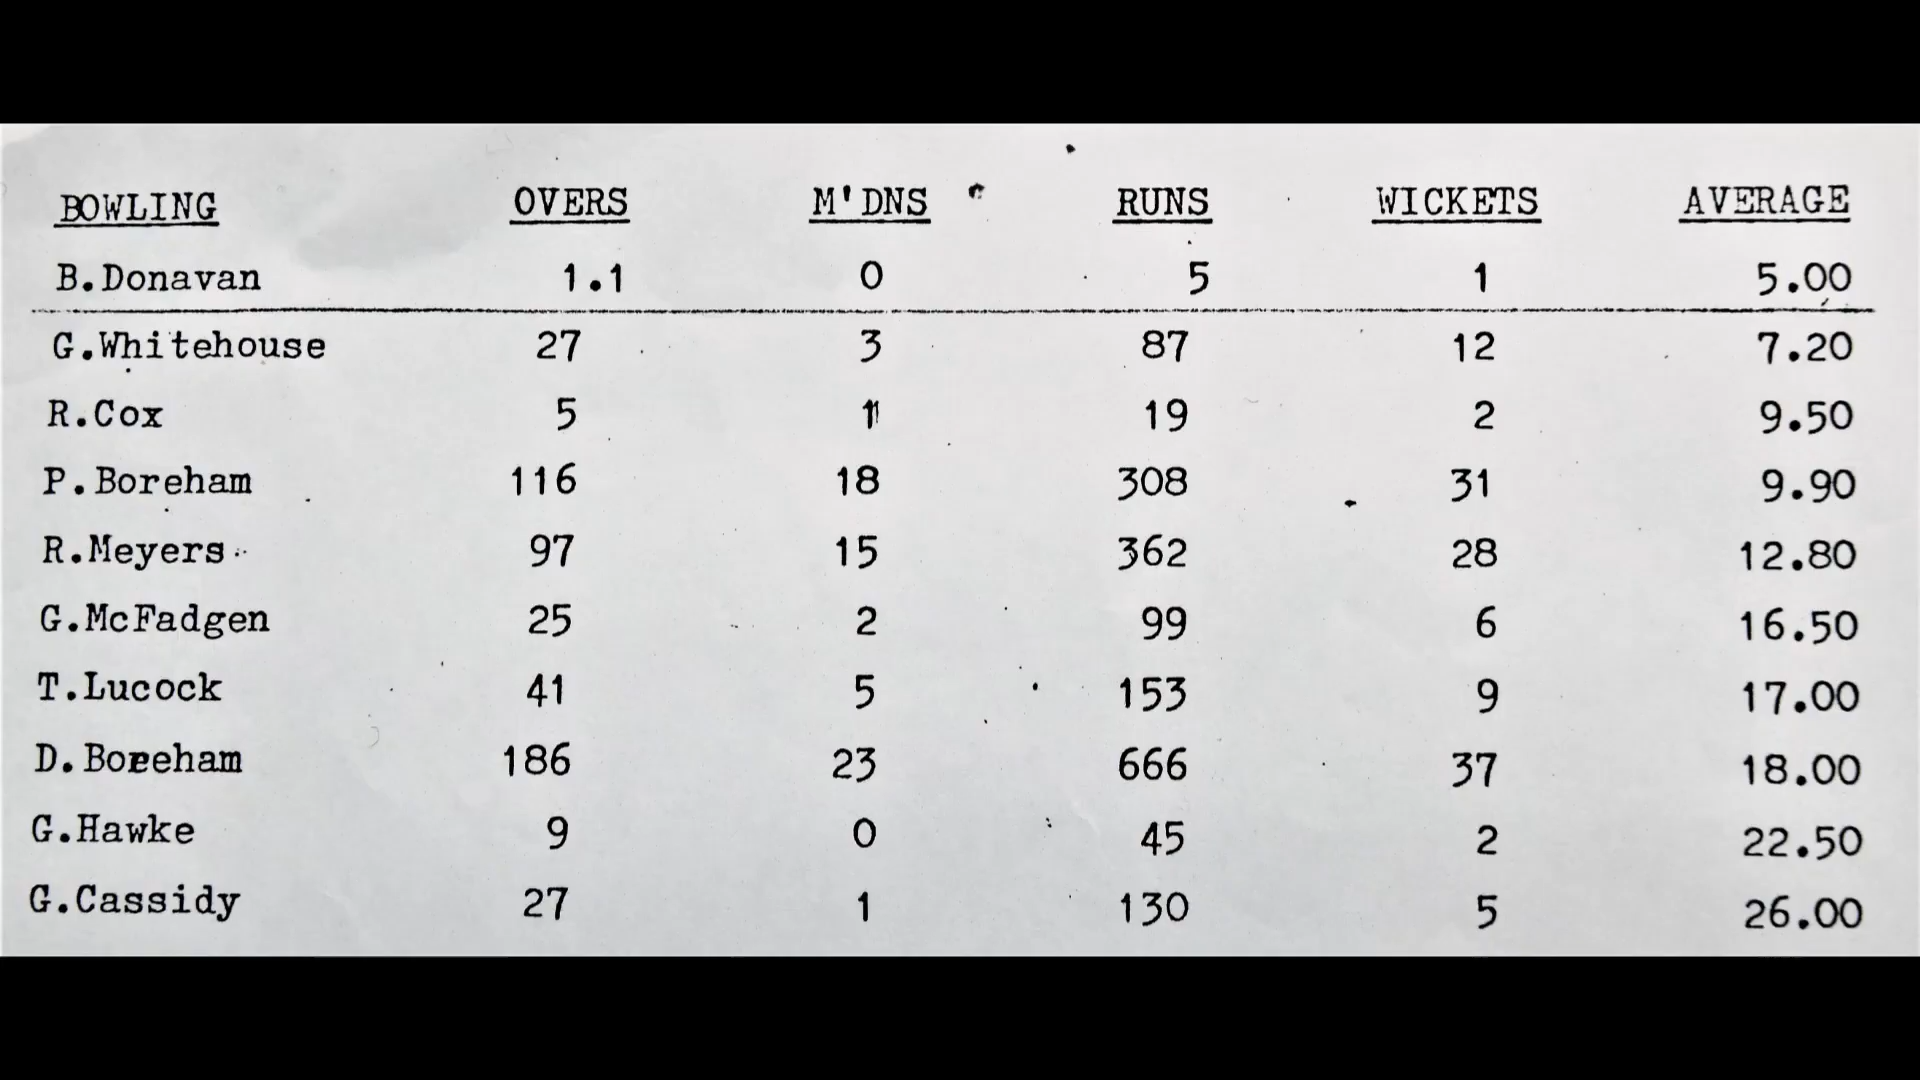 BOWLING OVERS M'DNS RUNS WICKETS AVERAGE
B.Donavan 1.1 0 5 1 5.00
G.Whitehouse 27 3 87 12 7.20
R.Cox 5 1 19 2 9.50
P.Boreham 116 18 308 31 9.90
R.Meyers 97 15 362 28 12.80
G.McFadgen 25 2 99 6 16.50
T.Lucock 41 5 153 9 17.00
D.Boreham 186 23 666 37 18.00
G.Hawke 9 0 45 2 22.50
G.Cassidy 27 1 130 5 26.00